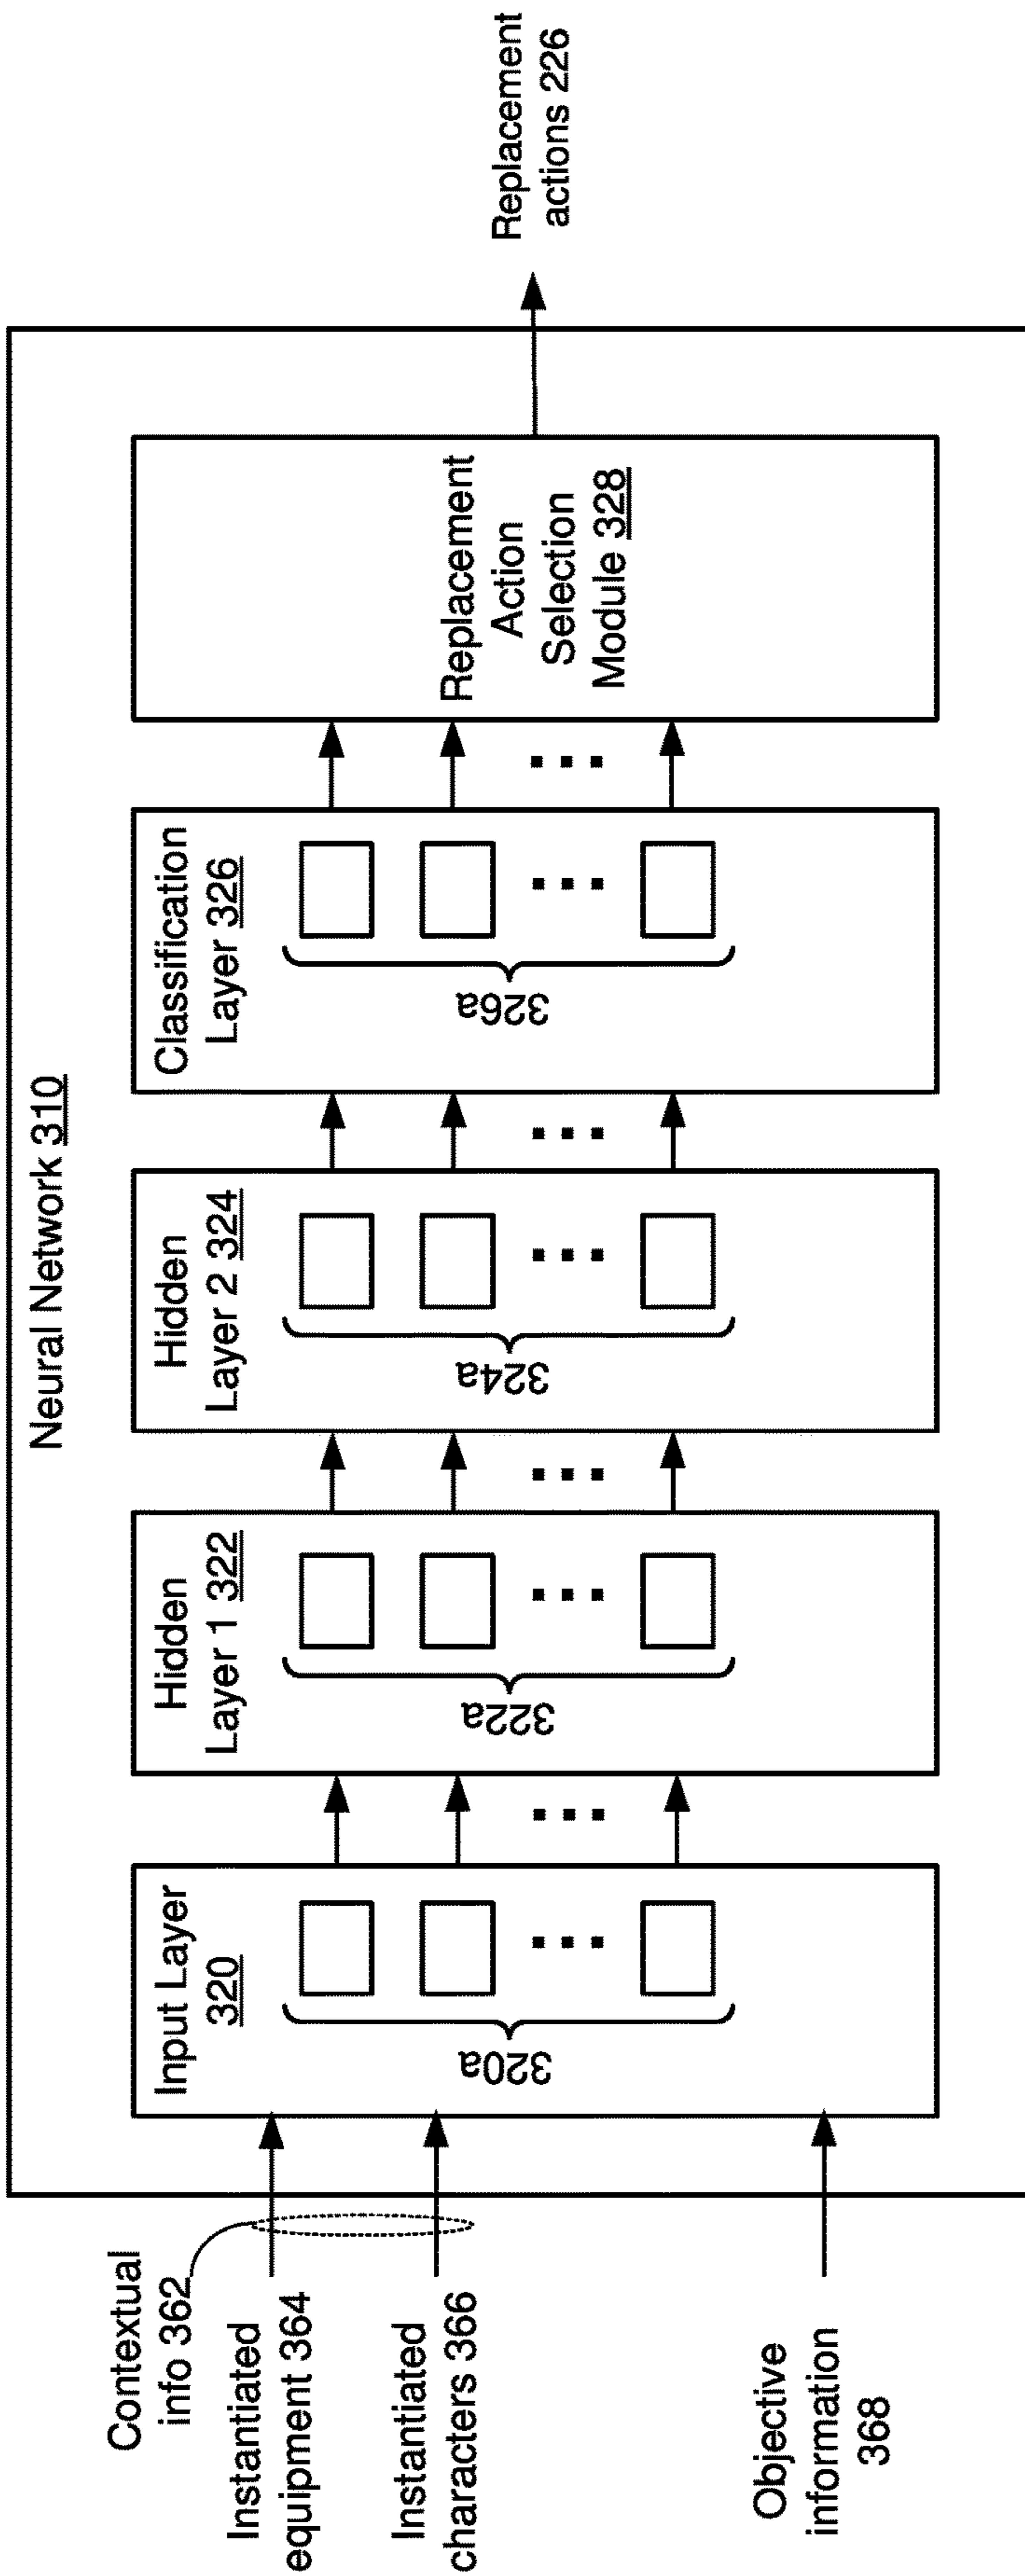 Neural Network 310
Contextual
info 362
Instantiated
equipment 364
Instantiated
characters 366
Objective
information
368
Input Layer
320
320a
Hidden
Layer 1 322
322a
Hidden
Layer 2 324
324a
Classification
Layer 326
326a
Replacement
Action
Selection
Module 328
Replacement
actions 226